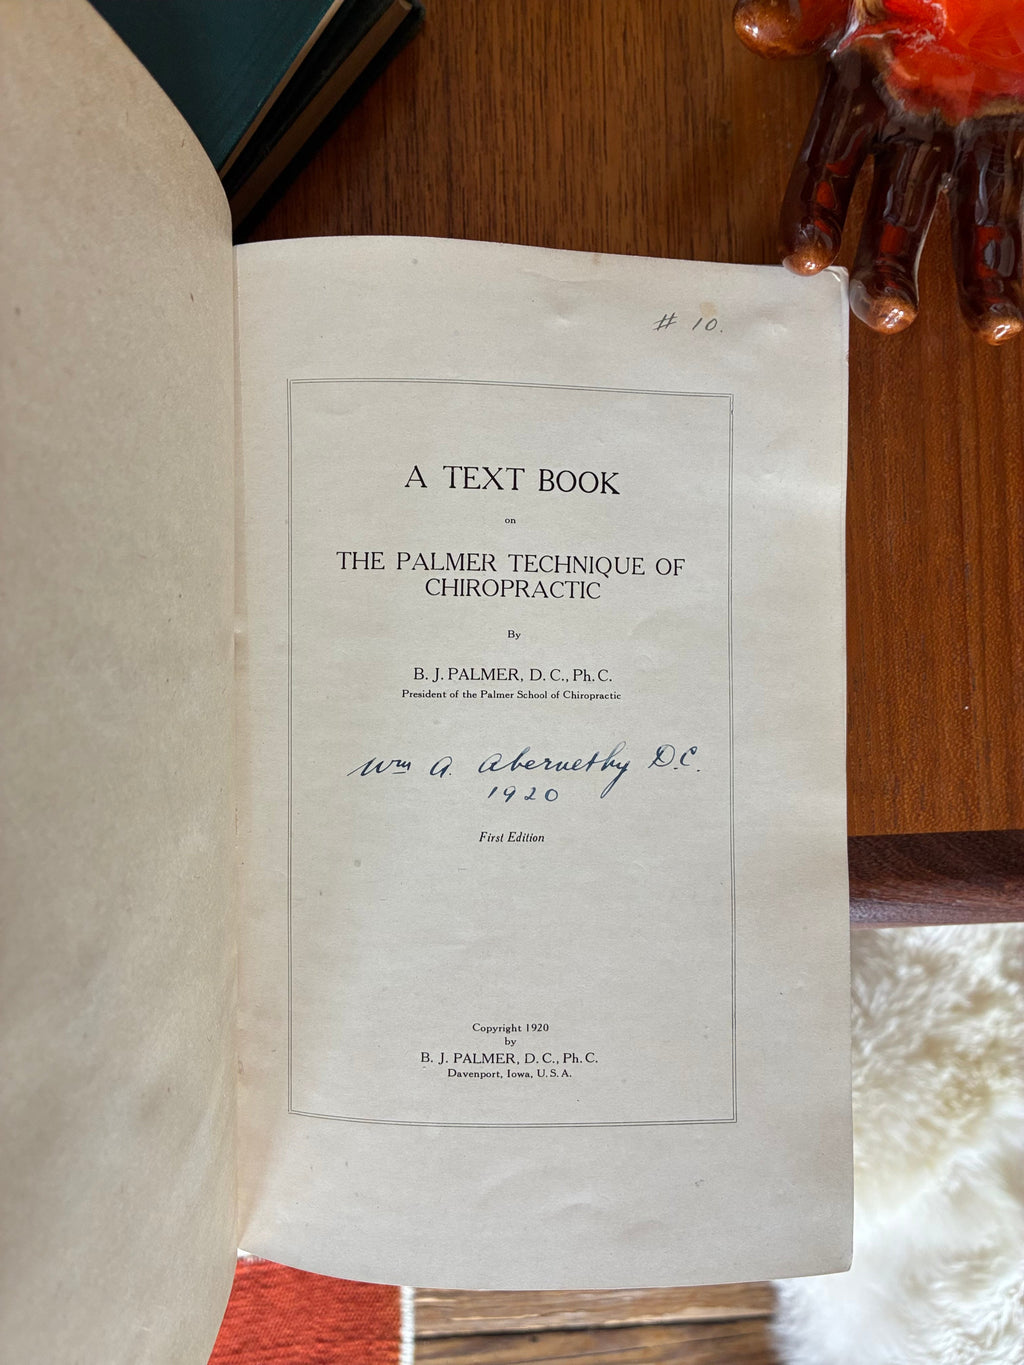 # 10.
A TEXT BOOK
on
THE PALMER TECHNIQUE OF
CHIROPRACTIC
By
B. J. PALMER, D. C., Ph. C.
President of the Palmer School of Chiropractic
Wm A. Abernethy D.C.
1920
First Edition
Copyright 1920
by
B. J. PALMER, D. C., Ph. C.
Davenport, Iowa, U. S. A.